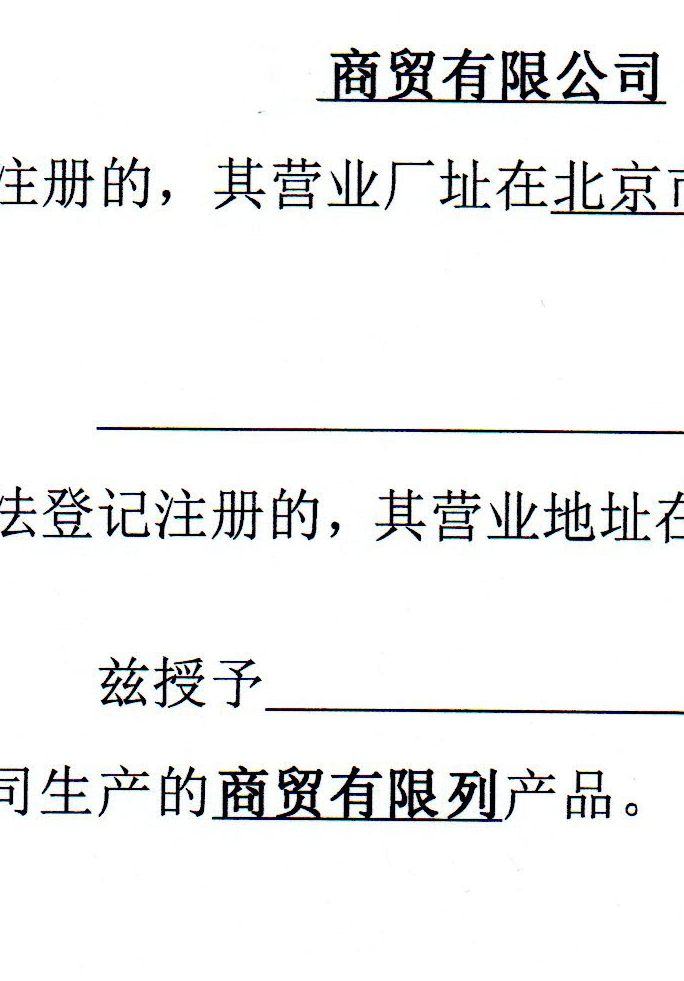 商贸有限公司
注册的，其营业厂址在北京市
法登记注册的，其营业地址在
兹授予
司生产的商贸有限列产品。